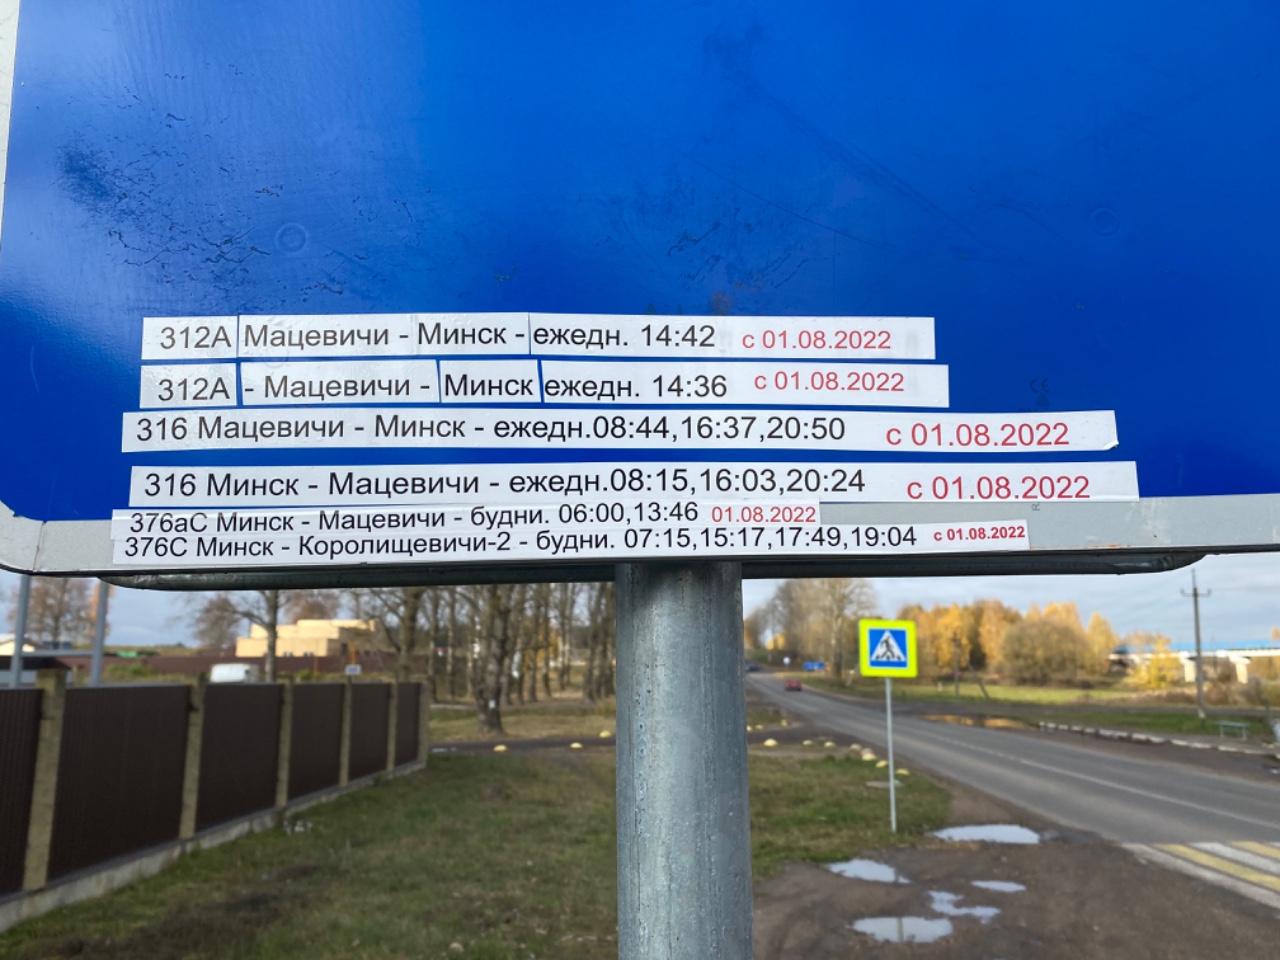 312А Мацевичи - Минск - ежедн. 14:42 с 01.08.2022
312А - Мацевичи - Минск ежедн. 14:36 с 01.08.2022
316 Мацевичи - Минск - ежедн.08:44,16:37,20:50 с 01.08.2022
316 Минск - Мацевичи - ежедн.08:15,16:03,20:24 с 01.08.2022
376аС Минск - Мацевичи - будни. 06:00,13:46 01.08.2022
376С Минск - Королищевичи-2 - будни. 07:15,15:17,17:49,19:04 с 01.08.2022